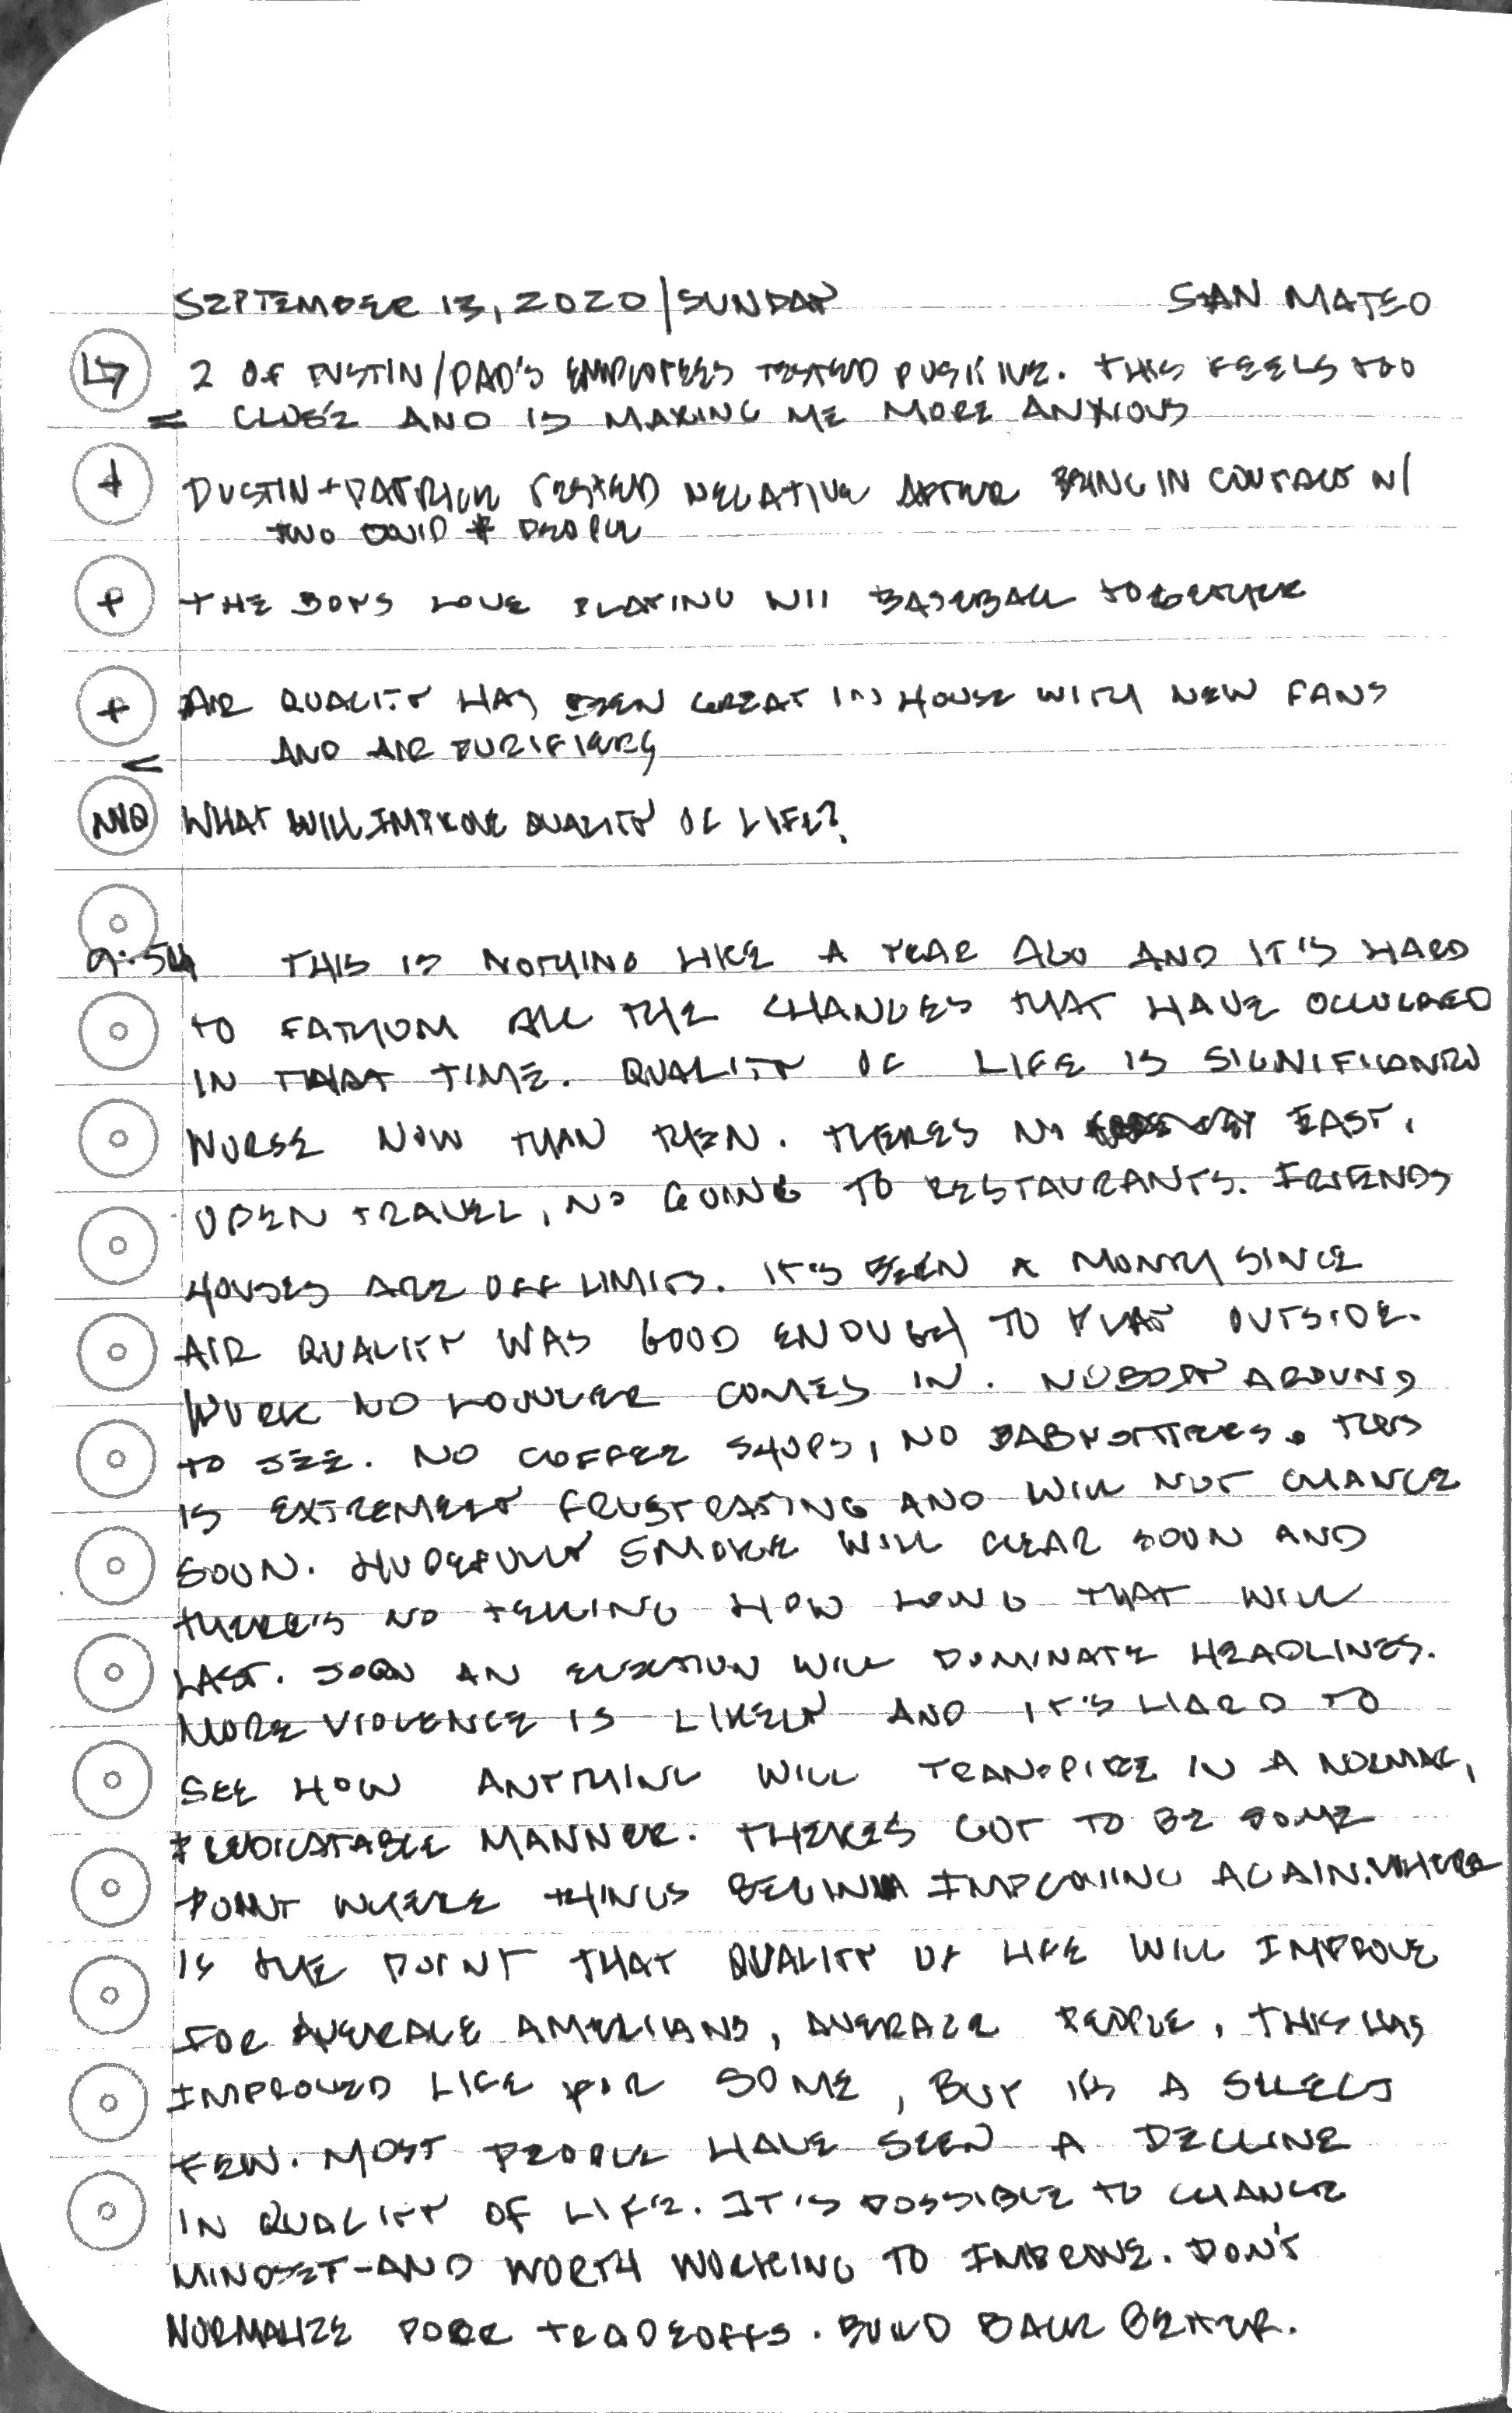 SEPTEMBER 13, 2020 | SUNDAY SAN MATEO
2 OF DUSTIN/DAD'S EMPLOYEES TESTED POSITIVE. THIS FEELS TOO
= CLOSE AND IS MAKING ME MORE ANXIOUS
+ DUSTIN + PATRICK TESTED NEGATIVE AFTER BEING IN CONTACT W/
TWO COVID + PEOPLE
+ THE BOYS LOVE PLAYING WII BASEBALL TOGETHER
+ AIR QUALITY HAS BEEN GREAT IN HOUSE WITH NEW FANS
< AND AIR PURIFIERS
WHAT WILL IMPROVE QUALITY OF LIFE?
9:54 THIS IS NOTHING LIKE A YEAR AGO AND IT'S HARD
TO FATHOM ALL THE CHANGES THAT HAVE OCCURRED
IN THAT TIME. QUALITY OF LIFE IS SIGNIFICANTLY
WORSE NOW THAN THEN. THERES NO EASY,
OPEN TRAVEL, NO GOING TO RESTAURANTS. FRIENDS
HOUSES ARE OFF LIMITS. IT'S BEEN A MONTH SINCE
AIR QUALITY WAS GOOD ENOUGH TO PLAY OUTSIDE.
WORK NO LONGER COMES IN. NOBODY AROUND
TO SEE. NO COFFEE SHOPS, NO BABYSITTERS. THIS
IS EXTREMELY FRUSTRATING AND WILL NOT CHANGE
SOON. HOPEFULLY SMOKE WILL CLEAR SOON AND
THERE'S NO TELLING HOW LONG THAT WILL
LAST. SOON AN ELECTION WILL DOMINATE HEADLINES.
MORE VIOLENCE IS LIKELY AND IT'S HARD TO
SEE HOW ANYTHING WILL TRANSPIRE IN A NORMAL,
PREDICATABLE MANNER. THERES GOT TO BE SOME
POINT WHERE THINGS BEGIN IMPROVING AGAIN. WHERE
IS THE POINT THAT QUALITY OF LIFE WILL IMPROVE
FOR AVERAGE AMERICANS, AVERAGE PEOPLE, THIS HAS
IMPROVED LIFE FOR SOME, BUT ITS A SELECT
FEW. MOST PEOPLE HAVE SEEN A DECLINE
IN QUALITY OF LIFE. IT'S POSSIBLE TO CHANGE
MINDSET-AND WORTH WORKING TO IMPROVE. DON'T
NORMALIZE POOR TRADEOFFS. BUILD BACK BETTER.